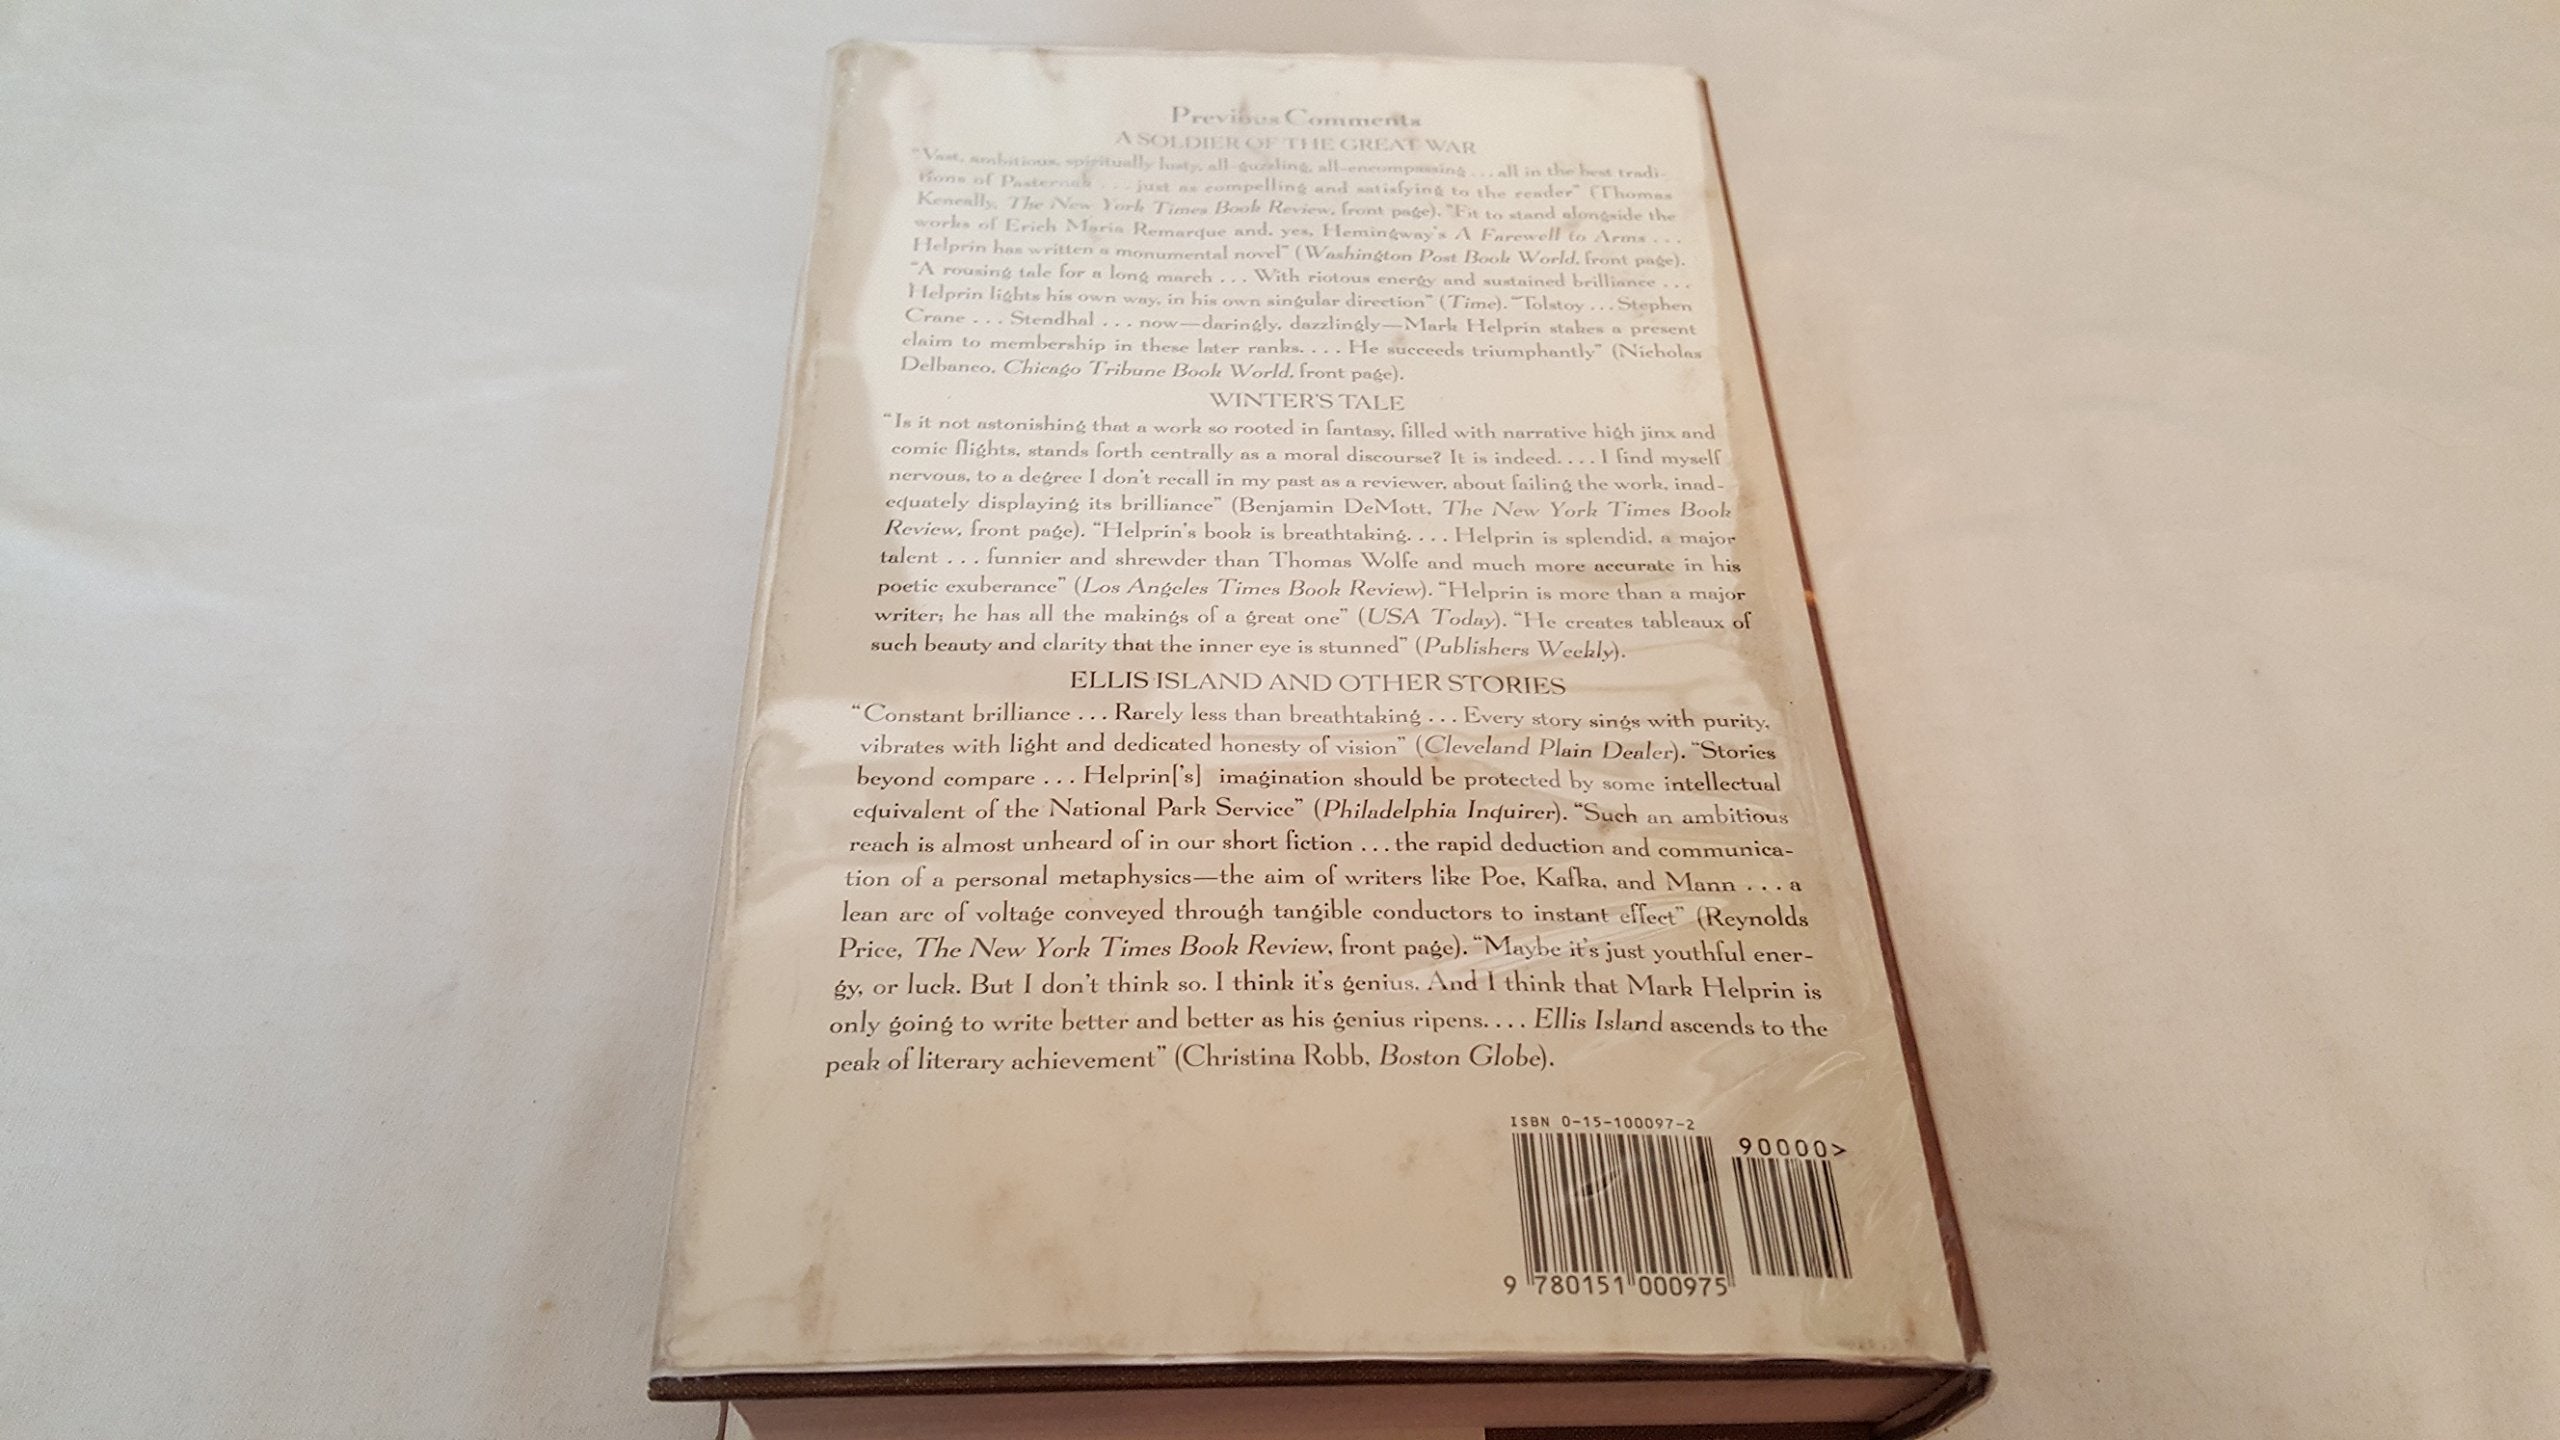 Previous Comments
A SOLDIER OF THE GREAT WAR
"Vast, ambitious, spiritually lusty, all-guzzling, all-encompassing . . . all in the best tradi-
tions of Pasternak . . . just as compelling and satisfying to the reader" (Thomas
Keneally, The New York Times Book Review, front page). "Fit to stand alongside the
works of Erich Maria Remarque and, yes, Hemingway's A Farewell to Arms . . .
Helprin has written a monumental novel" (Washington Post Book World, front page).
"A rousing tale for a long march . . . With riotous energy and sustained brilliance . . .
Helprin lights his own way, in his own singular direction" (Time). "Tolstoy . . . Stephen
Crane . . . Stendhal . . . now—daringly, dazzlingly—Mark Helprin stakes a present
claim to membership in these later ranks. . . . He succeeds triumphantly" (Nicholas
Delbanco, Chicago Tribune Book World, front page).
WINTER'S TALE
"Is it not astonishing that a work so rooted in fantasy, filled with narrative high jinx and
comic flights, stands forth centrally as a moral discourse? It is indeed. . . . I find myself
nervous, to a degree I don't recall in my past as a reviewer, about failing the work, inad-
equately displaying its brilliance" (Benjamin DeMott, The New York Times Book
Review, front page). "Helprin's book is breathtaking. . . . Helprin is splendid, a major
talent . . . funnier and shrewder than Thomas Wolfe and much more accurate in his
poetic exuberance" (Los Angeles Times Book Review). "Helprin is more than a major
writer; he has all the makings of a great one" (USA Today). "He creates tableaux of
such beauty and clarity that the inner eye is stunned" (Publishers Weekly).
ELLIS ISLAND AND OTHER STORIES
"Constant brilliance . . . Rarely less than breathtaking . . . Every story sings with purity,
vibrates with light and dedicated honesty of vision" (Cleveland Plain Dealer). "Stories
beyond compare . . . Helprin['s] imagination should be protected by some intellectual
equivalent of the National Park Service" (Philadelphia Inquirer). "Such an ambitious
reach is almost unheard of in our short fiction . . . the rapid deduction and communica-
tion of a personal metaphysics—the aim of writers like Poe, Kafka, and Mann . . . a
lean arc of voltage conveyed through tangible conductors to instant effect" (Reynolds
Price, The New York Times Book Review, front page). "Maybe it's just youthful ener-
gy, or luck. But I don't think so. I think it's genius. And I think that Mark Helprin is
only going to write better and better as his genius ripens. . . . Ellis Island ascends to the
peak of literary achievement" (Christina Robb, Boston Globe).
ISBN 0-15-100097-2
90000>
9 780151 000975